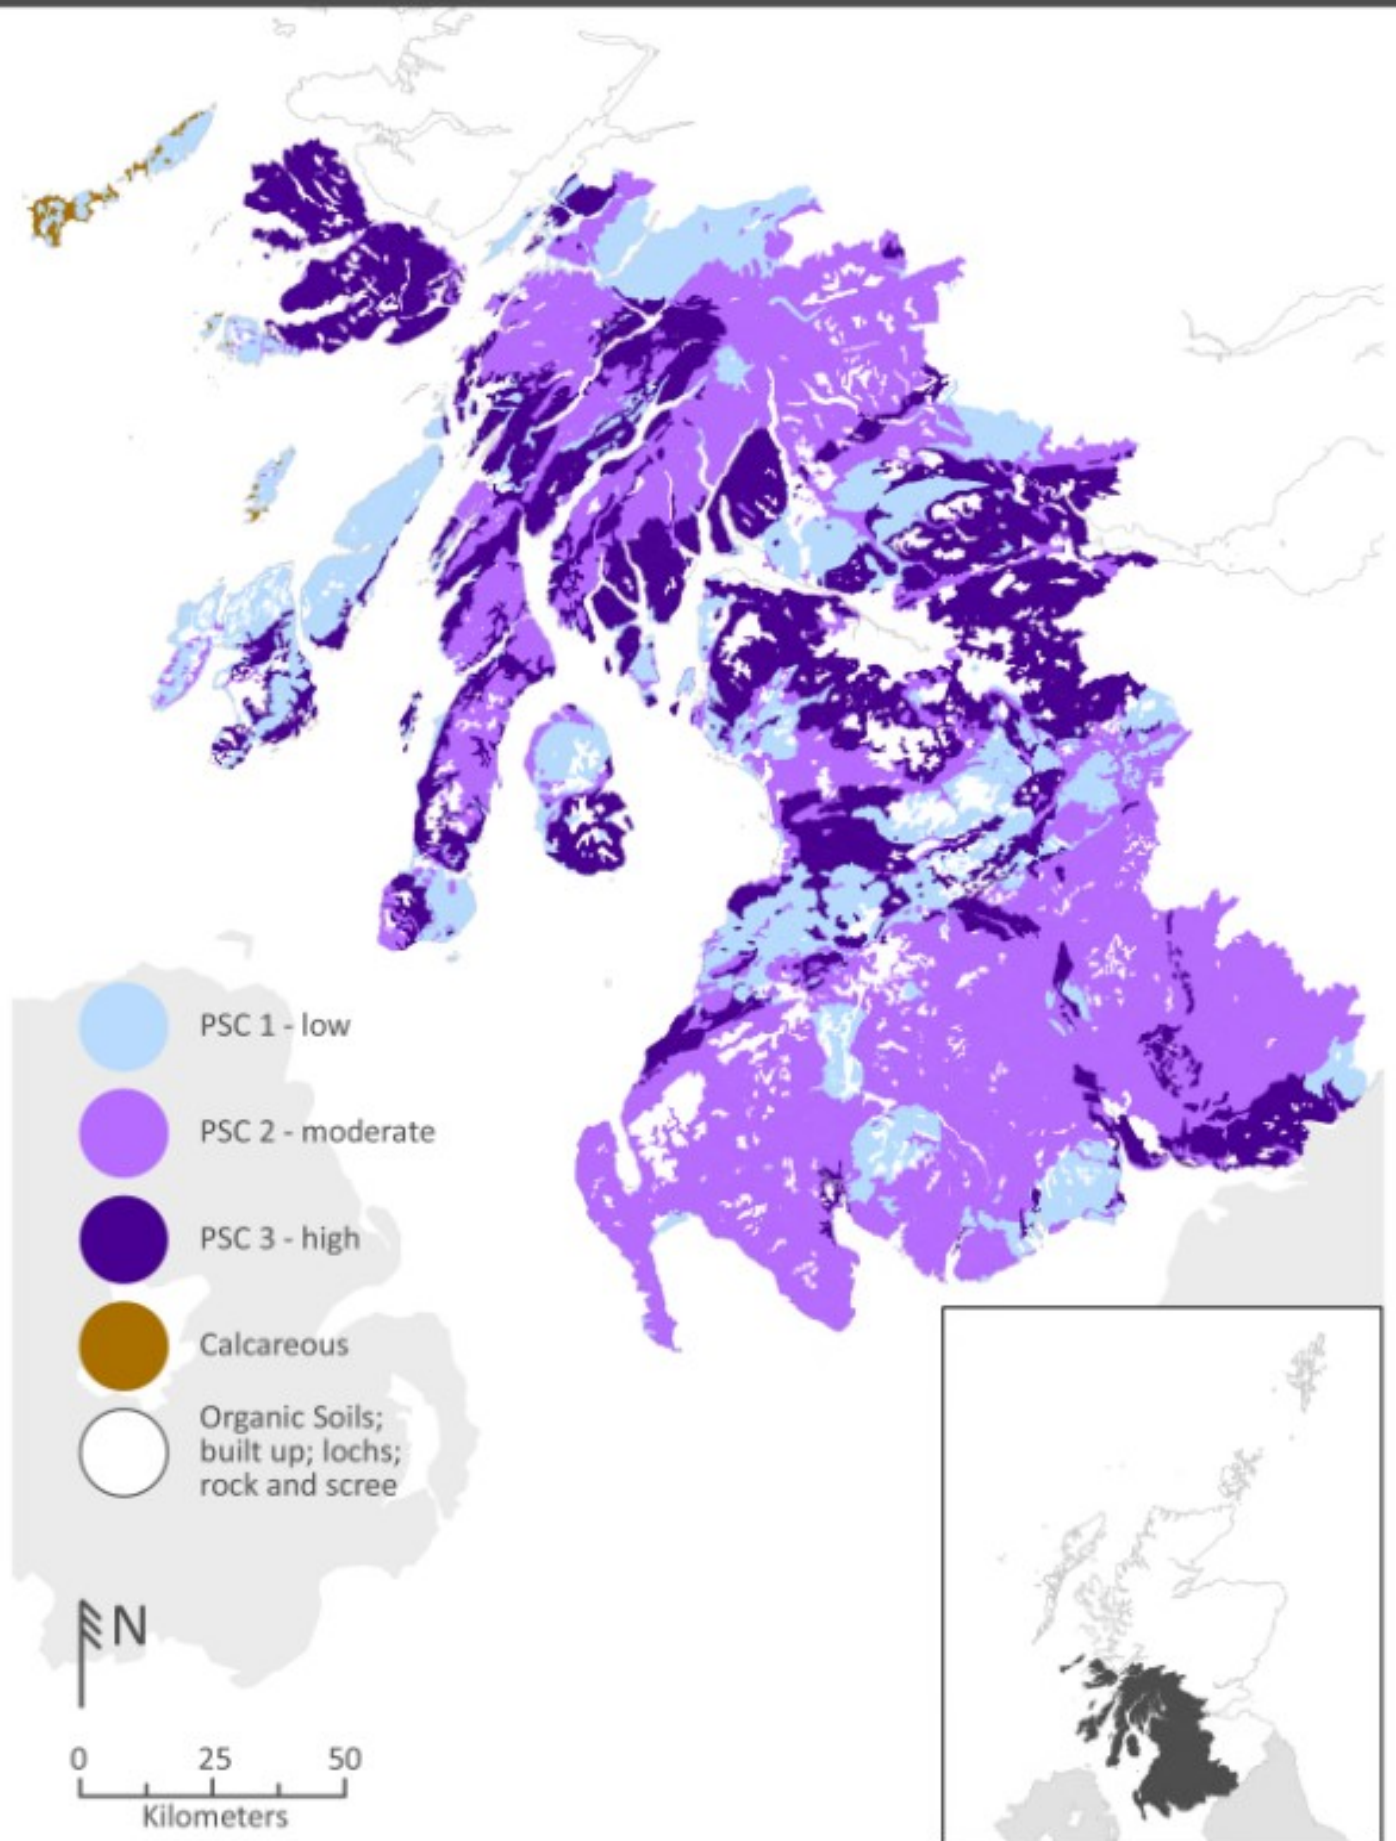 PSC 1 - low
PSC 2 - moderate
PSC 3 - high
Calcareous
Organic Soils;
built up; lochs;
rock and scree
N
0 25 50
Kilometers